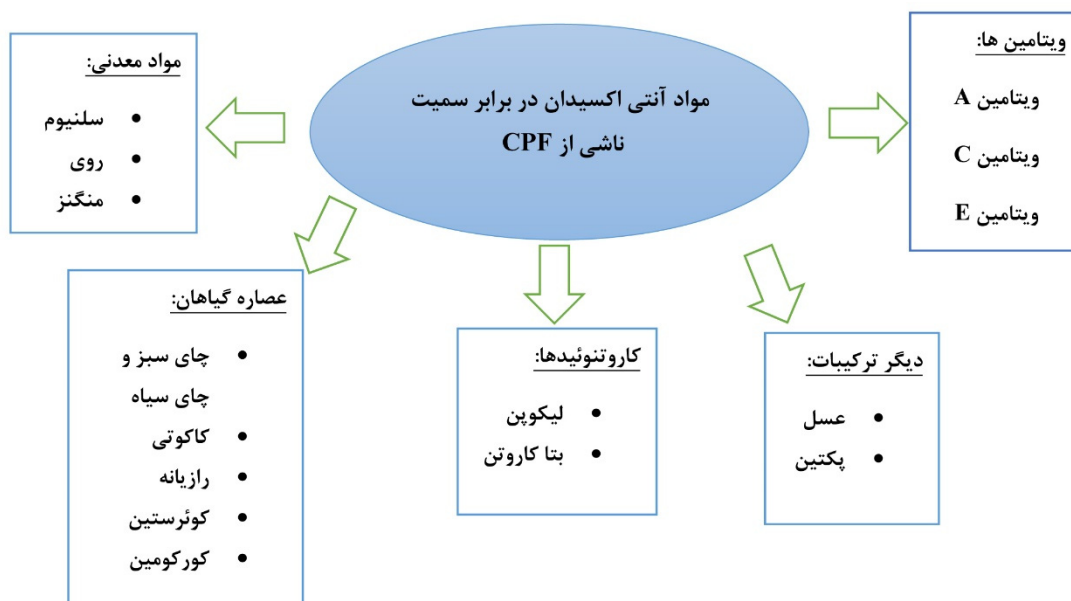 مواد آنتی اکسیدان در برابر سمیت
ناشی از CPF
ویتامین ها:
ویتامین A
ویتامین C
ویتامین E
دیگر ترکیبات:
• عسل
• پکتین
کاروتنوئیدها:
• لیکوپن
• بتا کاروتن
عصاره گیاهان:
• چای سبز و
چای سیاه
• کاکوتی
• رازیانه
• کوئرستین
• کورکومین
مواد معدنی:
• سلنیوم
• روی
• منگنز